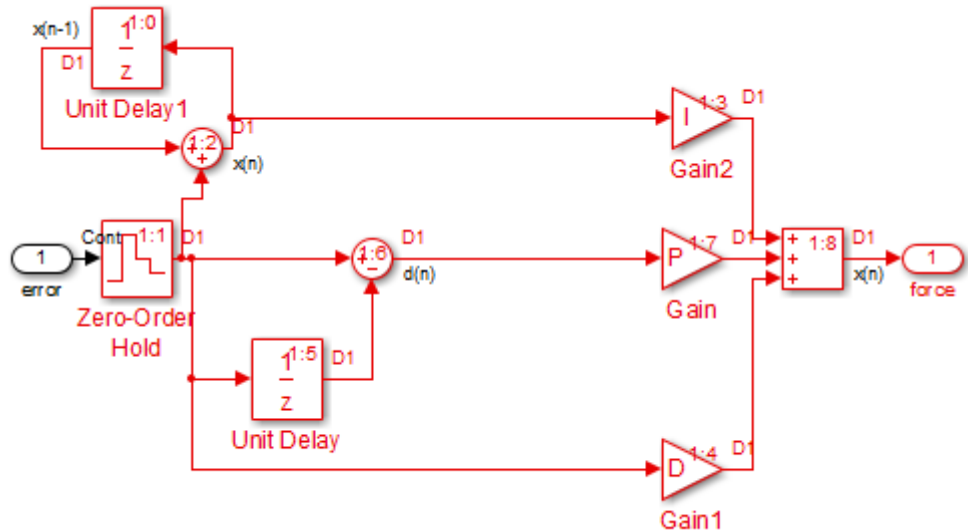 x(n-1)
D1
1:0
1
z
Unit Delay1
1:2
+
+
D1
x(n)
I
1:3
D1
Gain2
1
error
Cont
1:1
D1
Zero-Order
Hold
1:6
+
−
D1
d(n)
P
1:7
D1
Gain
+
+
+
1:8
D1
x(n)
1
force
1:5
1
z
D1
Unit Delay
D
1:4
D1
Gain1